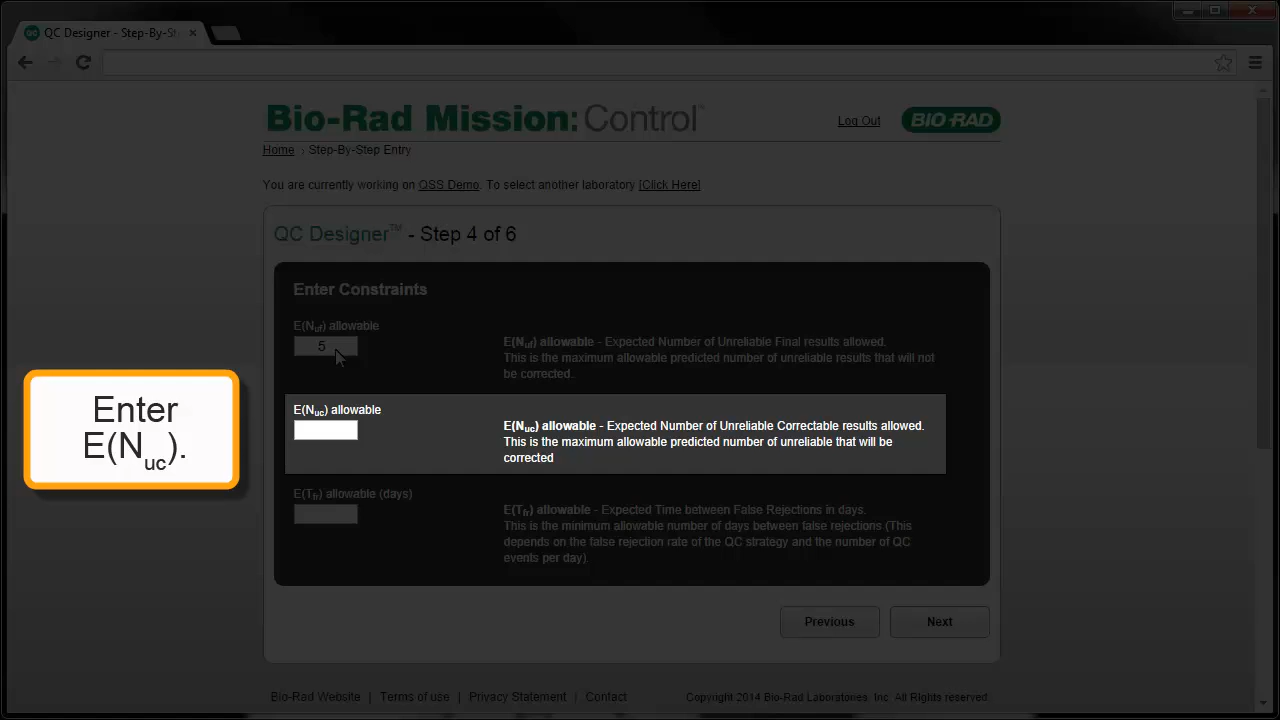 QC Designer - Step-By-St
Bio-Rad Mission:Control™
Log Out
BIO-RAD
Home › Step-By-Step Entry
You are currently working on QSS Demo. To select another laboratory [Click Here]
QC Designer™ - Step 4 of 6
Enter Constraints
E(Nuf) allowable
5
E(Nuf) allowable - Expected Number of Unreliable Final results allowed.
This is the maximum allowable predicted number of unreliable results that will not
be corrected.
Enter
E(Nuc).
E(Nuc) allowable
E(Nuc) allowable - Expected Number of Unreliable Correctable results allowed.
This is the maximum allowable predicted number of unreliable that will be
corrected
E(Tfr) allowable (days)
E(Tfr) allowable - Expected Time between False Rejections in days.
This is the minimum allowable number of days between false rejections (This
depends on the false rejection rate of the QC strategy and the number of QC
events per day).
Previous
Next
Bio-Rad Website | Terms of use | Privacy Statement | Contact
Copyright 2014 Bio-Rad Laboratories, Inc. All Rights reserved